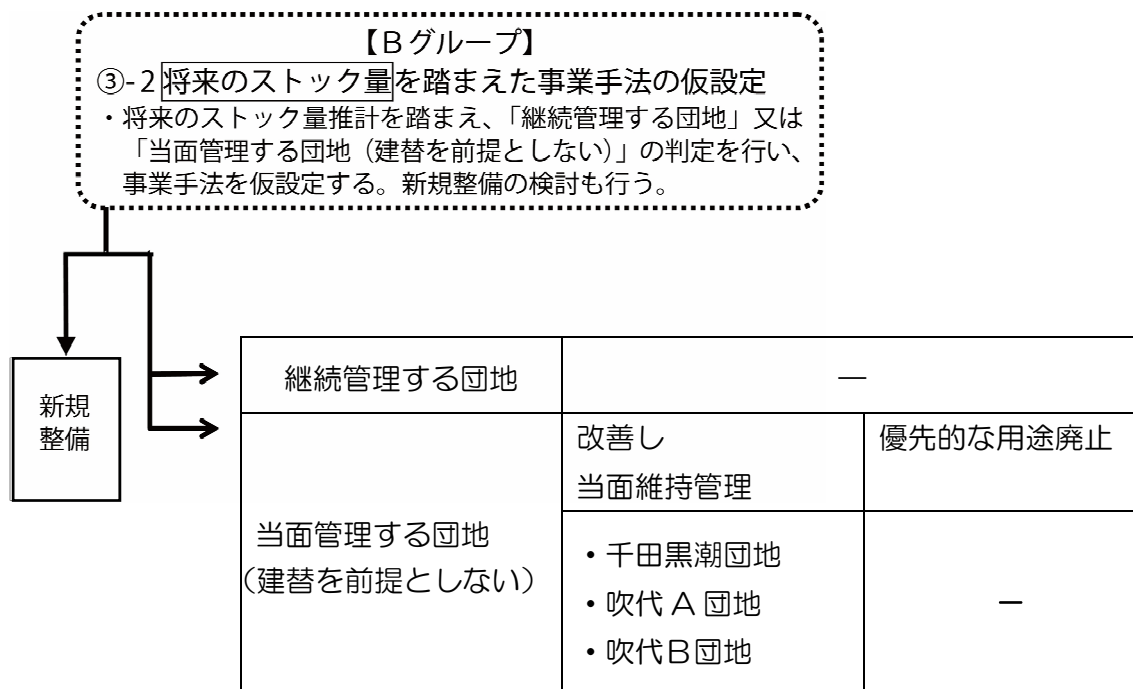 【Bグループ】
③-2将来のストック量を踏まえた事業手法の仮設定
・将来のストック量推計を踏まえ、「継続管理する団地」又は
「当面管理する団地（建替を前提としない）」の判定を行い、
事業手法を仮設定する。新規整備の検討も行う。
新規
整備
継続管理する団地
―
当面管理する団地
（建替を前提としない）
改善し
当面維持管理
優先的な用途廃止
・千田黒潮団地
・吹代A団地
・吹代B団地
－